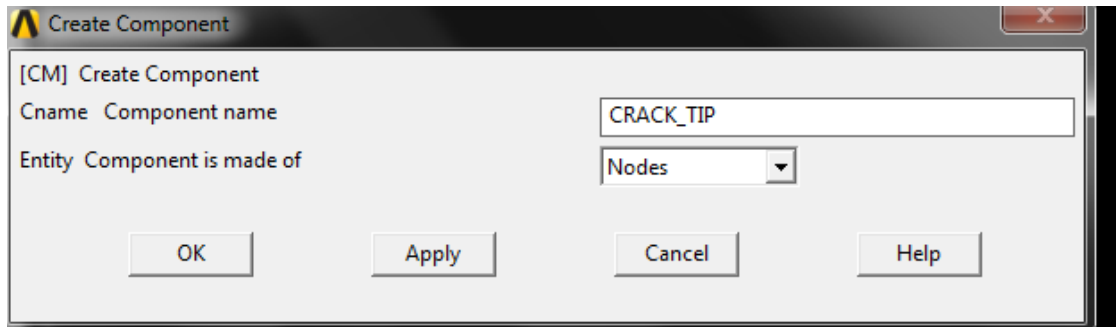 Create Component
[CM] Create Component
Cname Component name CRACK_TIP
Entity Component is made of Nodes
OK Apply Cancel Help